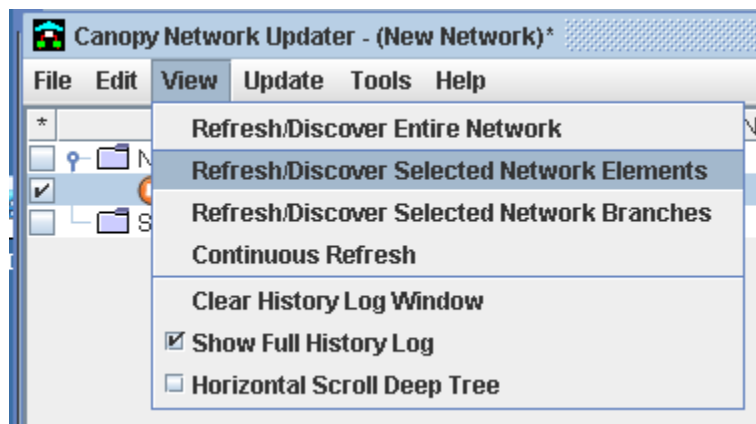 Canopy Network Updater - (New Network)*
File Edit View Update Tools Help
*
Refresh/Discover Entire Network
Refresh/Discover Selected Network Elements
Refresh/Discover Selected Network Branches
Continuous Refresh
Clear History Log Window
Show Full History Log
Horizontal Scroll Deep Tree